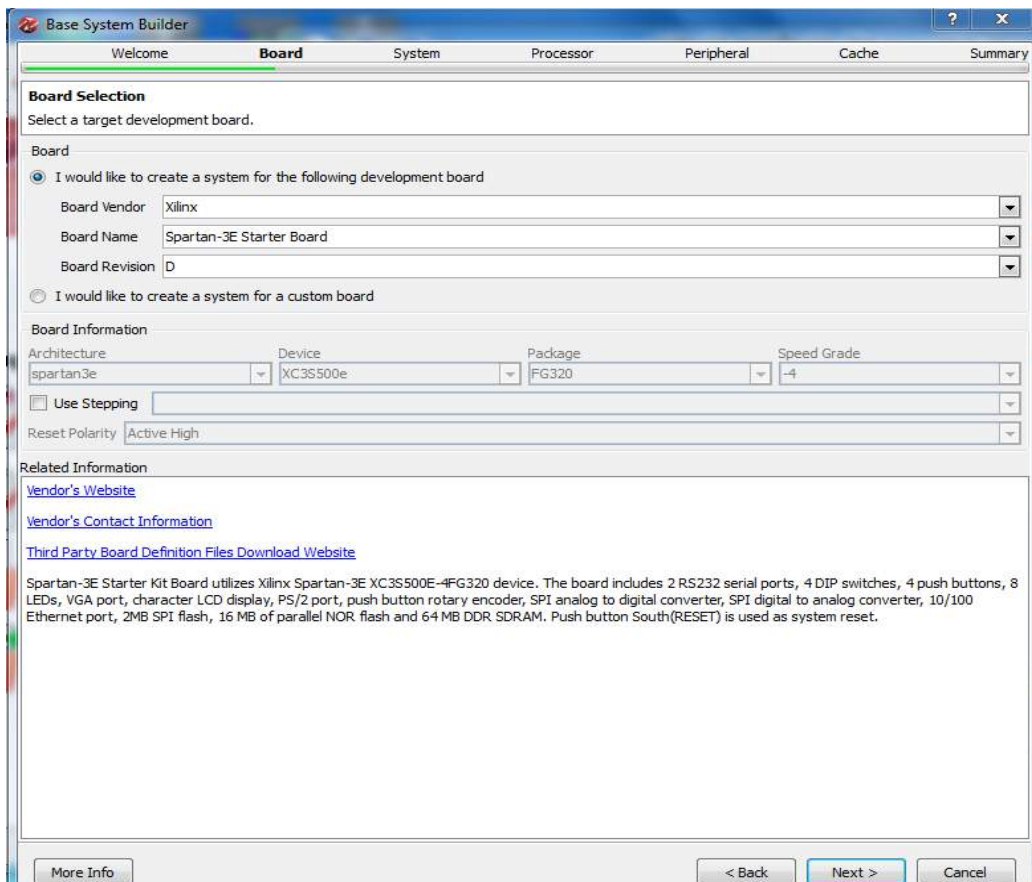 Base System Builder
? x
Welcome Board System Processor Peripheral Cache Summary
Board Selection
Select a target development board.
Board
I would like to create a system for the following development board
Board Vendor Xilinx
Board Name Spartan-3E Starter Board
Board Revision D
I would like to create a system for a custom board
Board Information
Architecture Device Package Speed Grade
spartan3e XC3S500e FG320 -4
Use Stepping
Reset Polarity Active High
Related Information
Vendor's Website
Vendor's Contact Information
Third Party Board Definition Files Download Website
Spartan-3E Starter Kit Board utilizes Xilinx Spartan-3E XC3S500E-4FG320 device. The board includes 2 RS232 serial ports, 4 DIP switches, 4 push buttons, 8
LEDs, VGA port, character LCD display, PS/2 port, push button rotary encoder, SPI analog to digital converter, SPI digital to analog converter, 10/100
Ethernet port, 2MB SPI flash, 16 MB of parallel NOR flash and 64 MB DDR SDRAM. Push button South(RESET) is used as system reset.
More Info < Back Next > Cancel